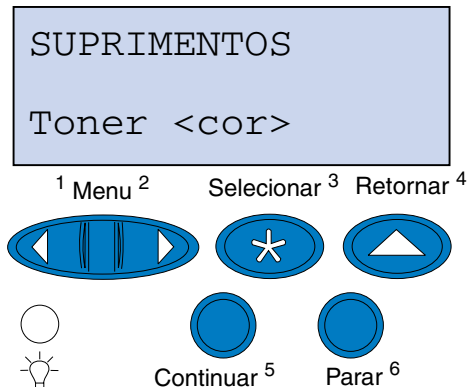 SUPRIMENTOS
Toner <cor>
1 Menu 2 Selecionar 3 Retornar 4
Continuar 5 Parar 6